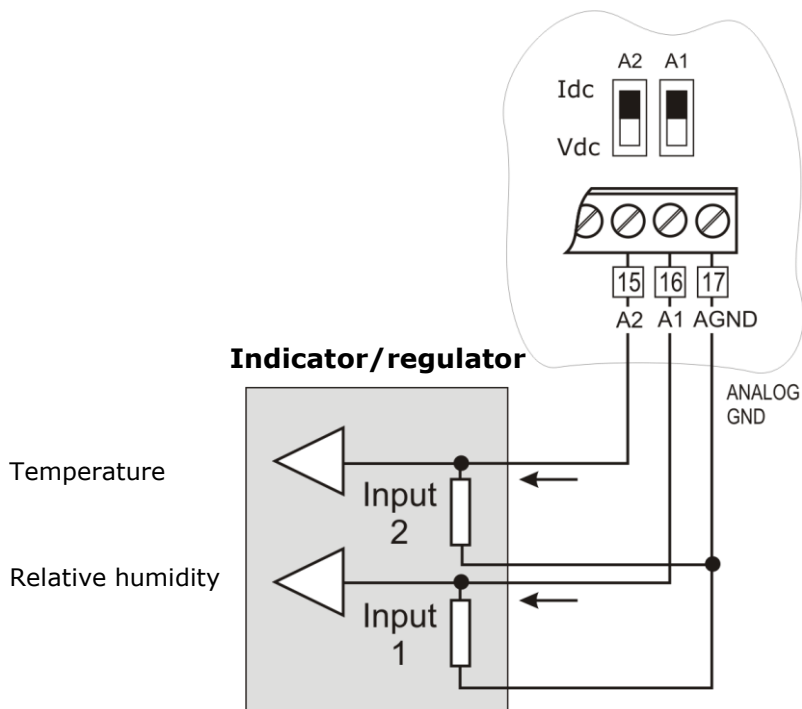 A2 A1
Idc
Vdc
15 16 17
A2 A1 AGND
Indicator/regulator
ANALOG
GND
Temperature
Input
2
Relative humidity
Input
1